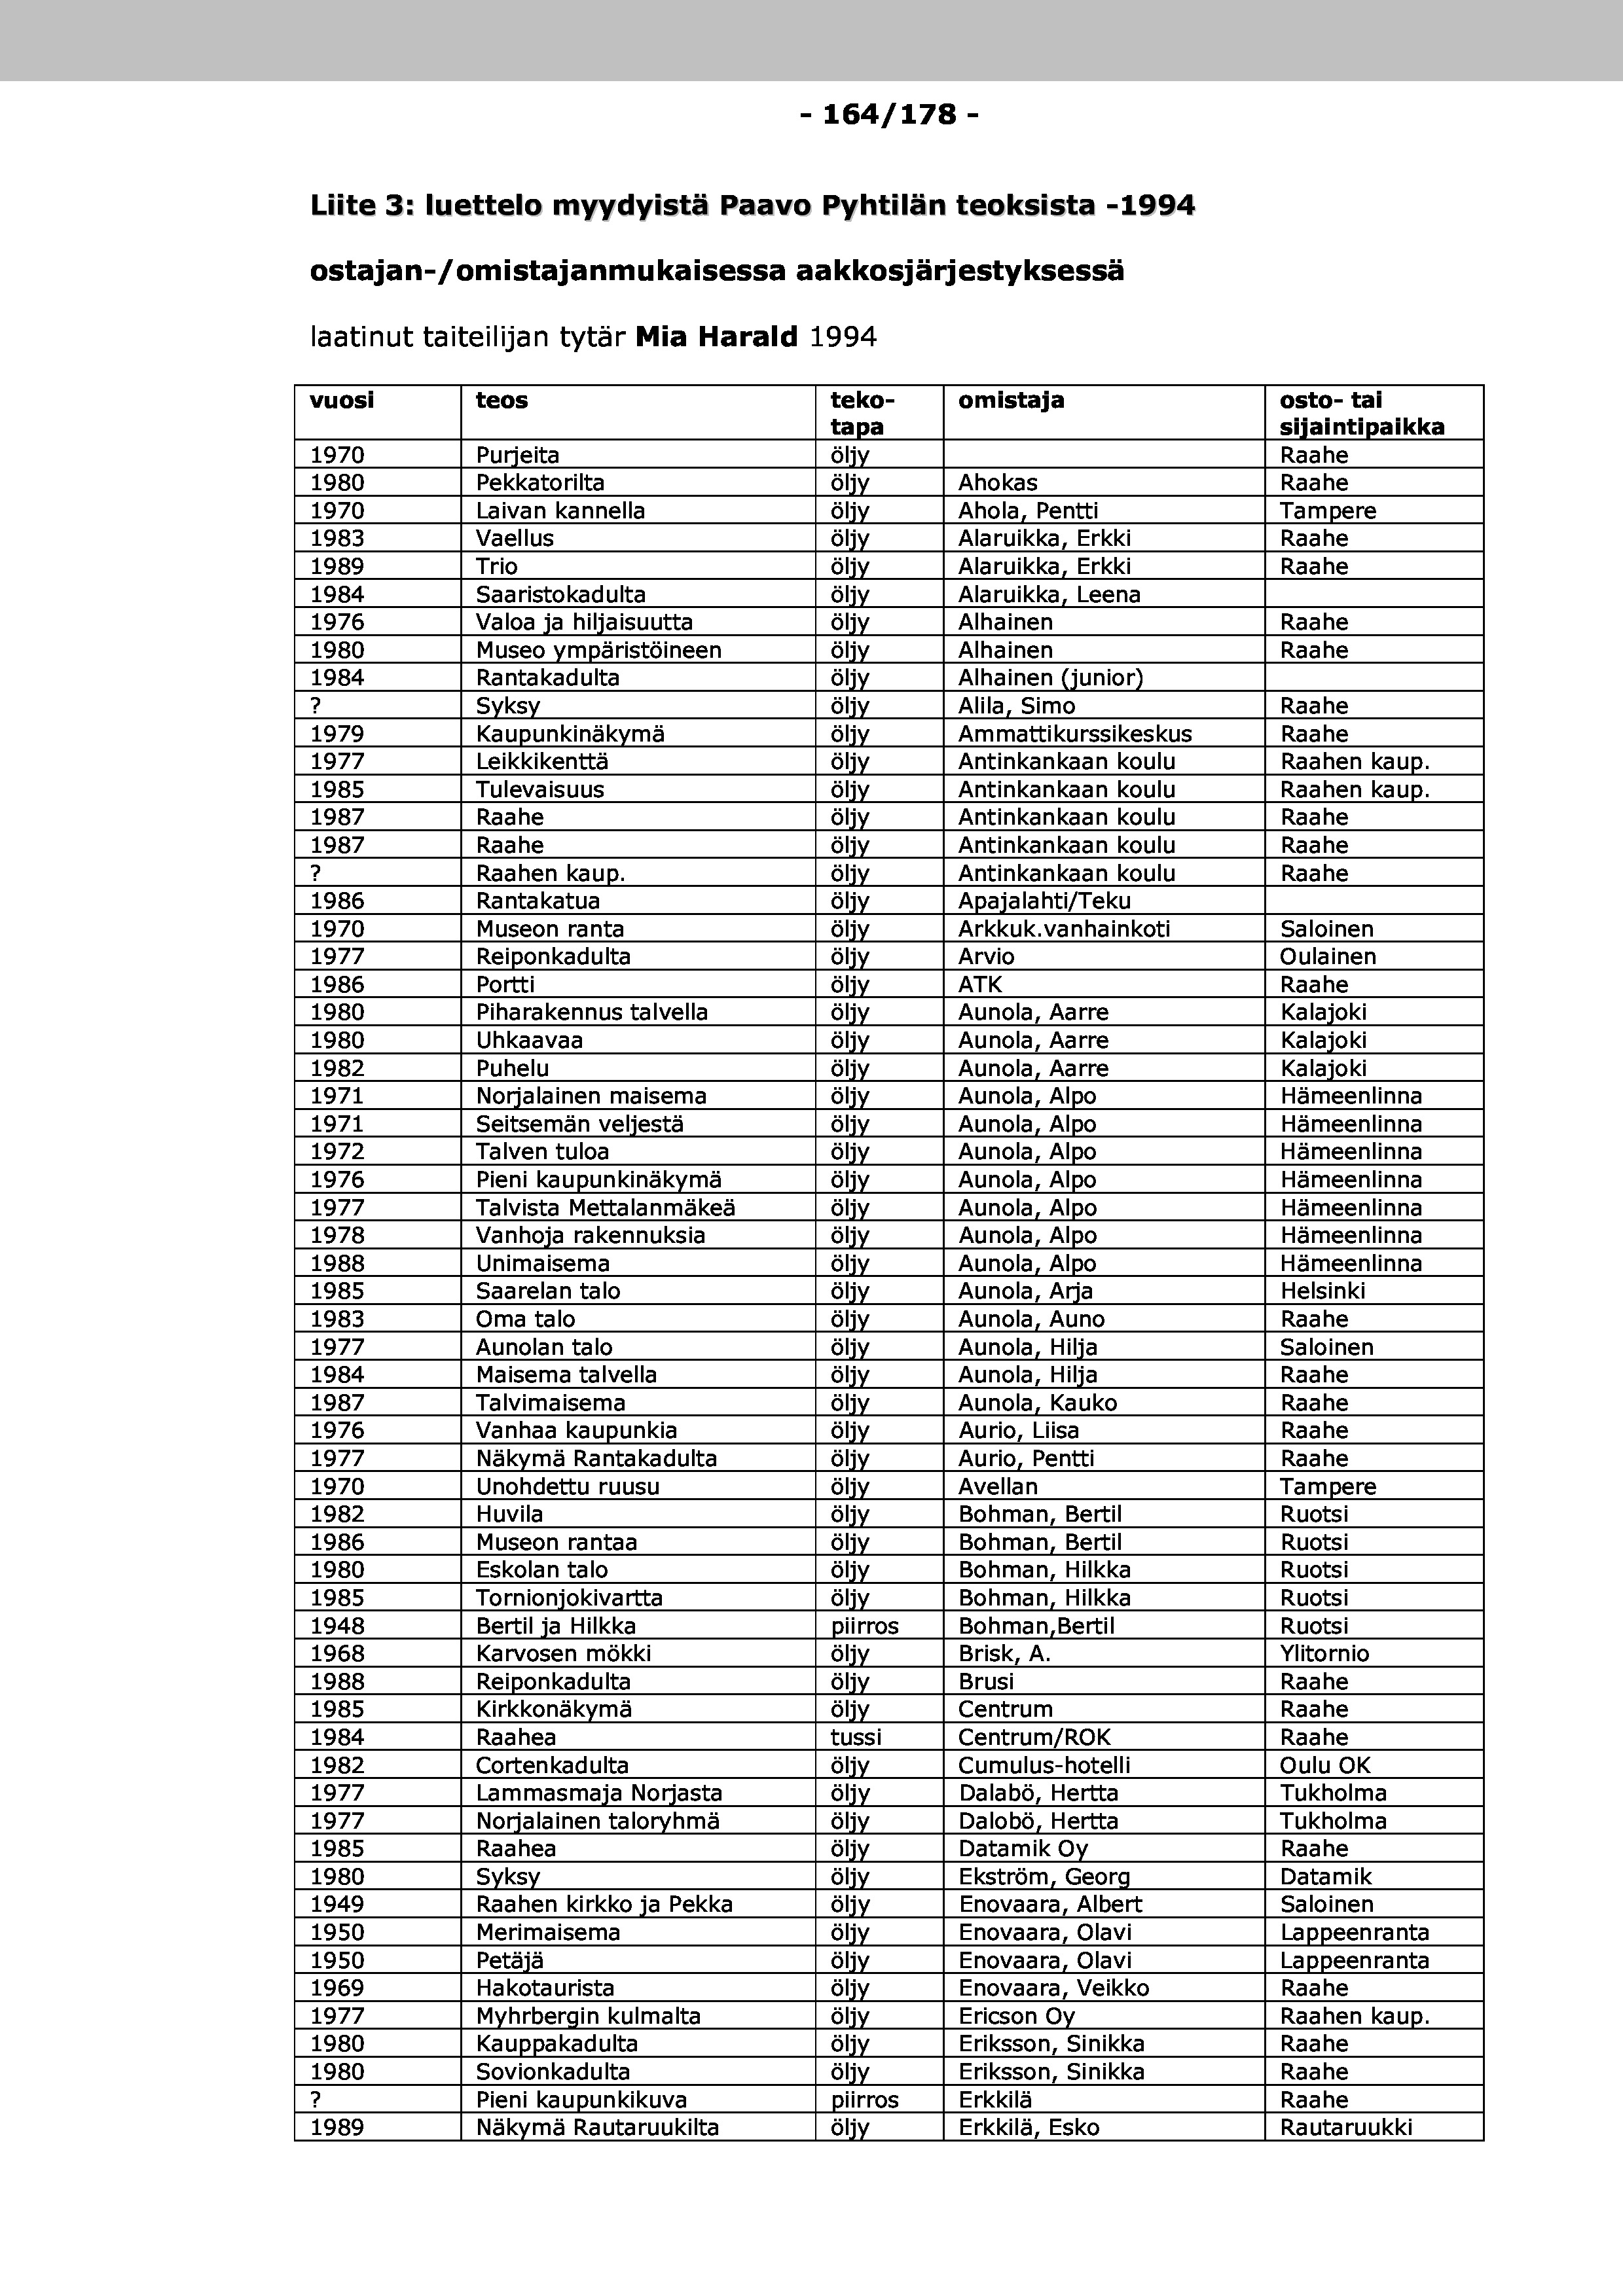 - 164/178 -
Liite 3: luettelo myydyistä Paavo Pyhtilän teoksista -1994
ostajan-/omistajanmukaisessa aakkosjärjestyksessä
laatinut taiteilijan tytär Mia Harald 1994
vuosi teos teko- omistaja osto- tai
tapa sijaintipaikka
1970 Purjeita öljy Raahe
1980 Pekkatorilta öljy Ahokas Raahe
1970 Laivan kannella öljy Ahola, Pentti Tampere
1983 Vaellus öljy Alaruikka, Erkki Raahe
1989 Trio öljy Alaruikka, Erkki Raahe
1984 Saaristokadulta öljy Alaruikka, Leena
1976 Valoa ja hiljaisuutta öljy Alhainen Raahe
1980 Museo ympäristöineen öljy Alhainen Raahe
1984 Rantakadulta öljy Alhainen (junior)
? Syksy öljy Alila, Simo Raahe
1979 Kaupunkinäkymä öljy Ammattikurssikeskus Raahe
1977 Leikkikenttä öljy Antinkankaan koulu Raahen kaup.
1985 Tulevaisuus öljy Antinkankaan koulu Raahen kaup.
1987 Raahe öljy Antinkankaan koulu Raahe
1987 Raahe öljy Antinkankaan koulu Raahe
? Raahen kaup. öljy Antinkankaan koulu Raahe
1986 Rantakatua öljy Apajalahti/Teku
1970 Museon ranta öljy Arkkuk.vanhainkoti Saloinen
1977 Reiponkadulta öljy Arvio Oulainen
1986 Portti öljy ATK Raahe
1980 Piharakennus talvella öljy Aunola, Aarre Kalajoki
1980 Uhkaavaa öljy Aunola, Aarre Kalajoki
1982 Puhelu öljy Aunola, Aarre Kalajoki
1971 Norjalainen maisema öljy Aunola, Alpo Hämeenlinna
1971 Seitsemän veljestä öljy Aunola, Alpo Hämeenlinna
1972 Talven tuloa öljy Aunola, Alpo Hämeenlinna
1976 Pieni kaupunkinäkymä öljy Aunola, Alpo Hämeenlinna
1977 Talvista Mettalanmäkeä öljy Aunola, Alpo Hämeenlinna
1978 Vanhoja rakennuksia öljy Aunola, Alpo Hämeenlinna
1988 Unimaisema öljy Aunola, Alpo Hämeenlinna
1985 Saarelan talo öljy Aunola, Arja Helsinki
1983 Oma talo öljy Aunola, Auno Raahe
1977 Aunolan talo öljy Aunola, Hilja Saloinen
1984 Maisema talvella öljy Aunola, Hilja Raahe
1987 Talvimaisema öljy Aunola, Kauko Raahe
1976 Vanhaa kaupunkia öljy Aurio, Liisa Raahe
1977 Näkymä Rantakadulta öljy Aurio, Pentti Raahe
1970 Unohdettu ruusu öljy Avellan Tampere
1982 Huvila öljy Bohman, Bertil Ruotsi
1986 Museon rantaa öljy Bohman, Bertil Ruotsi
1980 Eskolan talo öljy Bohman, Hilkka Ruotsi
1985 Tornionjokivartta öljy Bohman, Hilkka Ruotsi
1948 Bertil ja Hilkka piirros Bohman,Bertil Ruotsi
1968 Karvosen mökki öljy Brisk, A. Ylitornio
1988 Reiponkadulta öljy Brusi Raahe
1985 Kirkkonäkymä öljy Centrum Raahe
1984 Raahea tussi Centrum/ROK Raahe
1982 Cortenkadulta öljy Cumulus-hotelli Oulu OK
1977 Lammasmaja Norjasta öljy Dalabö, Hertta Tukholma
1977 Norjalainen taloryhmä öljy Dalobö, Hertta Tukholma
1985 Raahea öljy Datamik Oy Raahe
1980 Syksy öljy Ekström, Georg Datamik
1949 Raahen kirkko ja Pekka öljy Enovaara, Albert Saloinen
1950 Merimaisema öljy Enovaara, Olavi Lappeenranta
1950 Petäjä öljy Enovaara, Olavi Lappeenranta
1969 Hakotaurista öljy Enovaara, Veikko Raahe
1977 Myhrbergin kulmalta öljy Ericson Oy Raahen kaup.
1980 Kauppakadulta öljy Eriksson, Sinikka Raahe
1980 Sovionkadulta öljy Eriksson, Sinikka Raahe
? Pieni kaupunkikuva piirros Erkkilä Raahe
1989 Näkymä Rautaruukilta öljy Erkkilä, Esko Rautaruukki